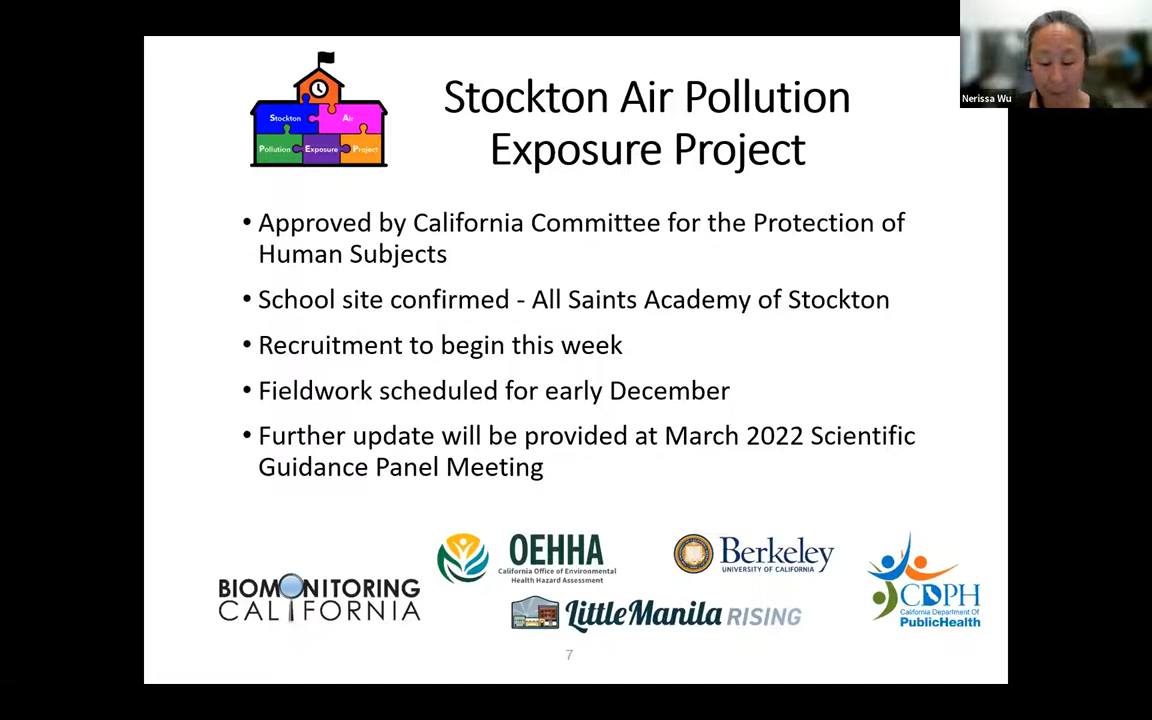 Stockton Air Pollution
Exposure Project
Stockton Air
Pollution Exposure Project
Nerissa Wu
• Approved by California Committee for the Protection of
Human Subjects
• School site confirmed - All Saints Academy of Stockton
• Recruitment to begin this week
• Fieldwork scheduled for early December
• Further update will be provided at March 2022 Scientific
Guidance Panel Meeting
BIOMONITORING
CALIFORNIA
OEHHA
California Office of Environmental
Health Hazard Assessment
Berkeley
UNIVERSITY OF CALIFORNIA
LittleManila RISING
CDPH
California Department Of
PublicHealth
7